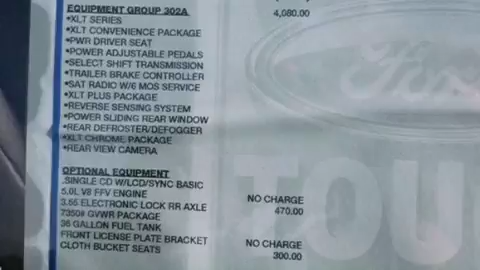 EQUIPMENT GROUP 302A 4,080.00
•XLT SERIES
•XLT CONVENIENCE PACKAGE
•PWR DRIVER SEAT
•POWER ADJUSTABLE PEDALS
•SELECT SHIFT TRANSMISSION
•TRAILER BRAKE CONTROLLER
•SAT RADIO W/6 MOS SERVICE
•XLT PLUS PACKAGE
•REVERSE SENSING SYSTEM
•POWER SLIDING REAR WINDOW
•REAR DEFROSTER/DEFOGGER
•XLT CHROME PACKAGE
•REAR VIEW CAMERA
OPTIONAL EQUIPMENT
.SINGLE CD W/LCD/SYNC BASIC
5.0L V8 FFV ENGINE NO CHARGE
3.55 ELECTRONIC LOCK RR AXLE 470.00
7350# GVWR PACKAGE
36 GALLON FUEL TANK
FRONT LICENSE PLATE BRACKET NO CHARGE
CLOTH BUCKET SEATS 300.00
Ford
TOU